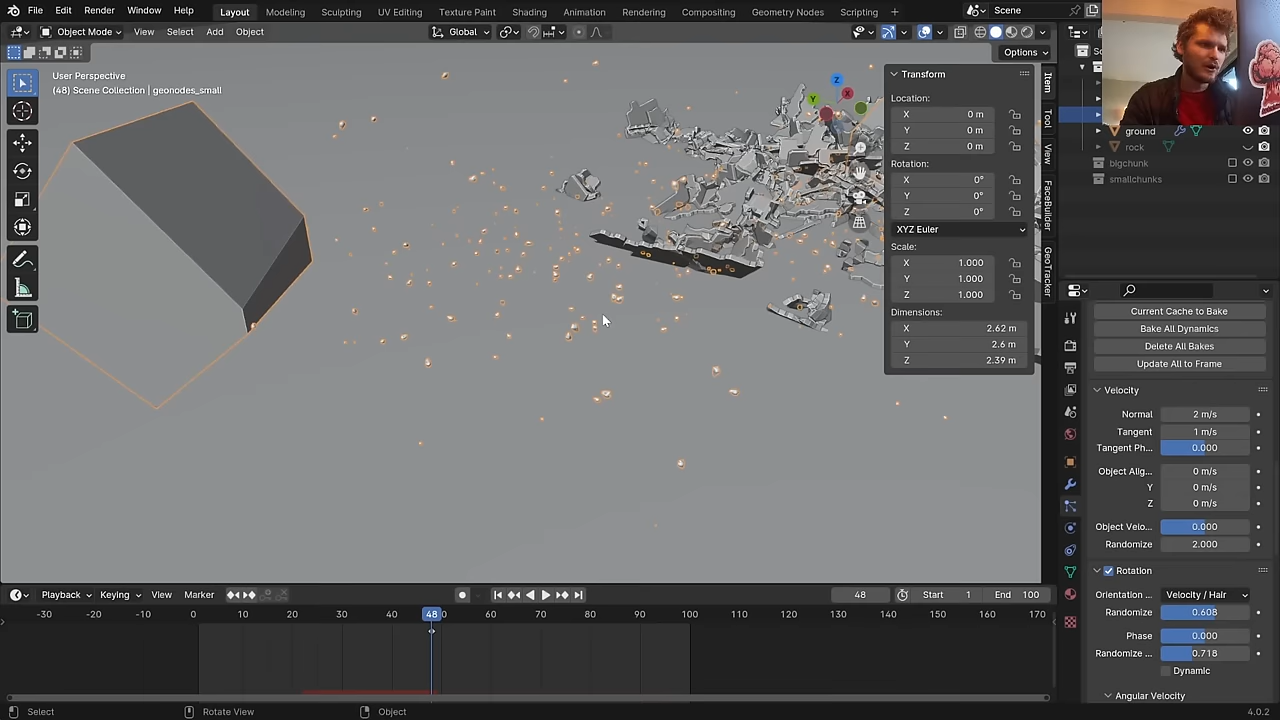 File Edit Render Window Help Layout Modeling Sculpting UV Editing Texture Paint Shading Animation Rendering Compositing Geometry Nodes Scripting + Scene
Object Mode View Select Add Object Global
Options
User Perspective
(48) Scene Collection | geonodes_small
Transform
Location:
X 0 m
Y 0 m
Z 0 m
Rotation:
X 0°
Y 0°
Z 0°
XYZ Euler
Scale:
X 1.000
Y 1.000
Z 1.000
Dimensions:
X 2.62 m
Y 2.6 m
Z 2.39 m
Item
Tool
View
FaceBuilder
GeoTracker
Z
X
Y
ground
rock
bigchunk
smallchunks
Current Cache to Bake
Bake All Dynamics
Delete All Bakes
Update All to Frame
Velocity
Normal 2 m/s
Tangent 1 m/s
Tangent Ph... 0.000
Object Alig... 0 m/s
Y 0 m/s
Z 0 m/s
Object Velo... 0.000
Randomize 2.000
Rotation
Orientation ... Velocity / Hair
Randomize 0.608
Phase 0.000
Randomize ... 0.718
Dynamic
Angular Velocity
Playback Keying View Marker 48 Start 1 End 100
-30 -20 -10 0 10 20 30 40 48 60 70 80 90 100 110 120 130 140 150 160 170
Select Rotate View Object 4.0.2